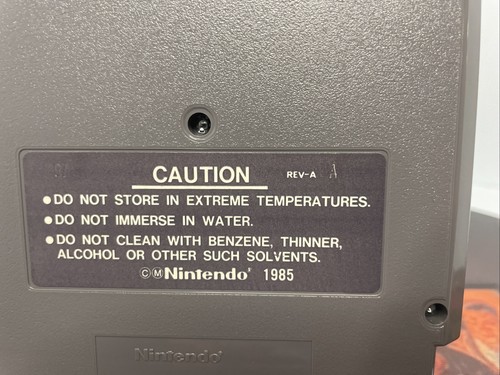 CAUTION REV-A A
●DO NOT STORE IN EXTREME TEMPERATURES.
●DO NOT IMMERSE IN WATER.
●DO NOT CLEAN WITH BENZENE, THINNER,
ALCOHOL OR OTHER SUCH SOLVENTS.
©ⓂNintendo® 1985
Nintendo